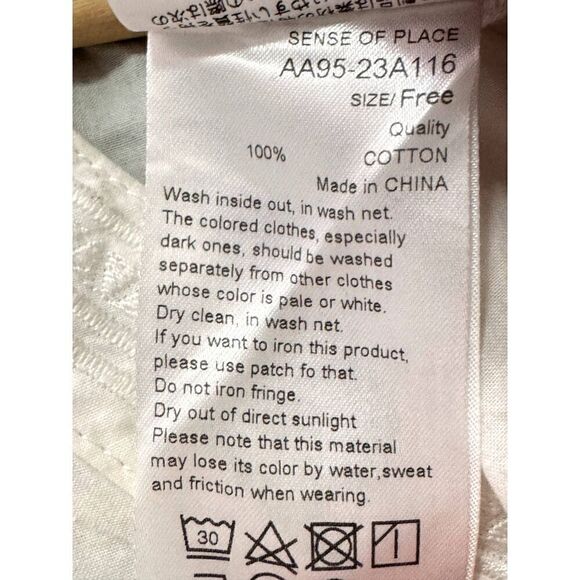 SENSE OF PLACE
AA95-23A116
SIZE/Free
Quality
100% COTTON
Made in CHINA
Wash inside out, in wash net.
The colored clothes, especially
dark ones, should be washed
separately from other clothes
whose color is pale or white.
Dry clean, in wash net.
If you want to iron this product,
please use patch fo that.
Do not iron fringe.
Dry out of direct sunlight
Please note that this material
may lose its color by water,sweat
and friction when wearing.
30